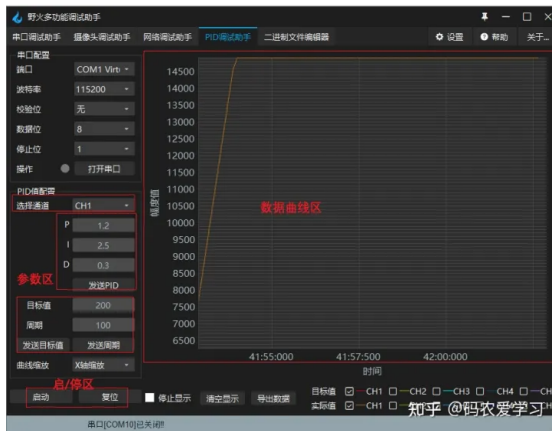 野火多功能调试助手
串口调试助手 摄像头调试助手 网络调试助手 PID调试助手 二进制文件编辑器 设置 帮助 关于...
串口配置
端口 COM1 Virt
波特率 115200
校验位 无
数据位 8
停止位 1
操作 打开串口
PID值配置
选择通道 CH1
P 1.2
I 2.5
D 0.3
发送PID
参数区
目标值 200
周期 100
发送目标值 发送周期
曲线缩放 X轴缩放
启/停区
启动 复位
14500
14000
13500
13000
12500
12000
11500
11000
10500
10000
9500
9000
8500
8000
7500
7000
6500
幅度值
数据曲线区
41:55:000 41:57:500 42:00:000
时间
停止显示 清空显示 导出数据
目标值 CH1 CH2 CH3 CH4 CH
实际值 CH1
知乎 @码农爱学习
串口[COM10]已关闭!!